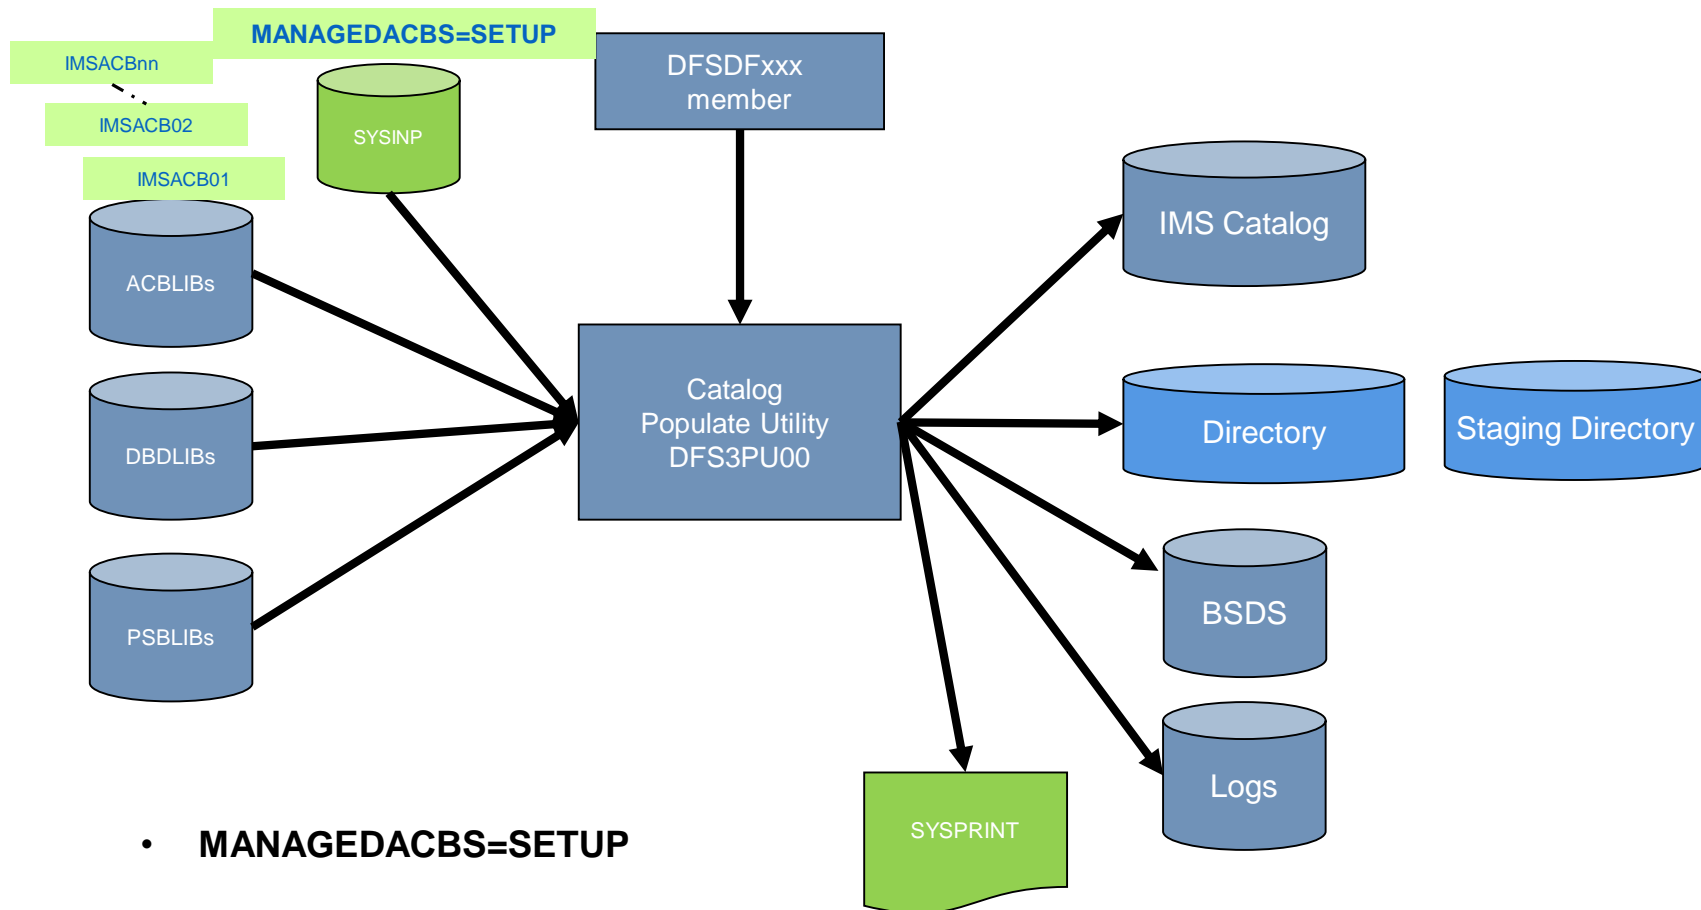 MANAGEDACBS=SETUP
IMSACBnn
IMSACB02
IMSACB01
SYSINP
DFSDFxxx
member
ACBLIBs
DBDLIBs
PSBLIBs
Catalog
Populate Utility
DFS3PU00
IMS Catalog
Directory
Staging Directory
BSDS
Logs
SYSPRINT
• MANAGEDACBS=SETUP